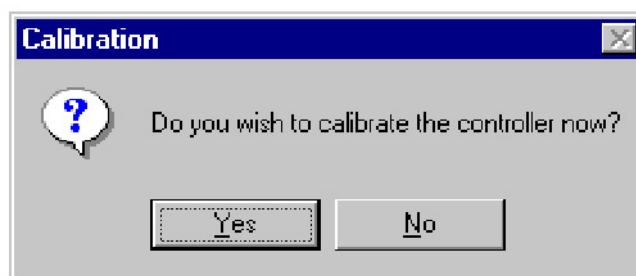 Calibration
Do you wish to calibrate the controller now?
Yes No